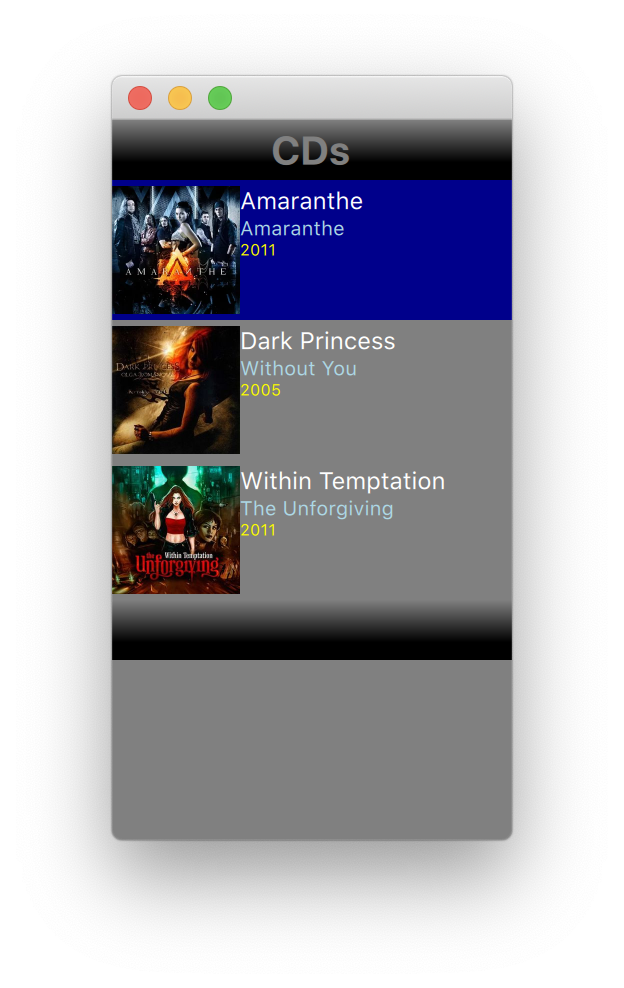 CDs
AMARANTHE
Amaranthe
Amaranthe
2011
DARK PRINCESS
Dark Princess
Without You
2005
Within Temptation
the
Unforgiving
Within Temptation
The Unforgiving
2011